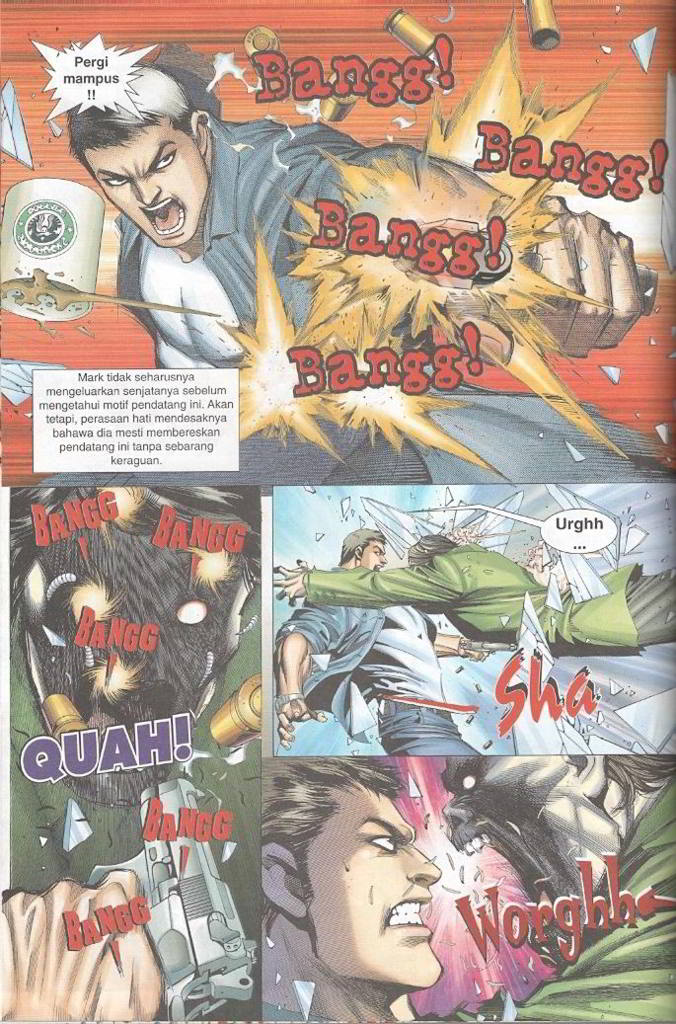 Pergi
mampus
!!
Bangg!
Bangg!
Bangg!
Bangg!
Mark tidak seharusnya
mengeluarkan senjatanya sebelum
mengetahui motif pendatang ini. Akan
tetapi, perasaan hati mendesaknya
bahawa dia mesti membereskan
pendatang ini tanpa sebarang
keraguan.
BANGG
!
BANGG
!
BANGG
!
QUAH!
BANGG
!
BANGG
!
Urghh
...
Sha
Worghh